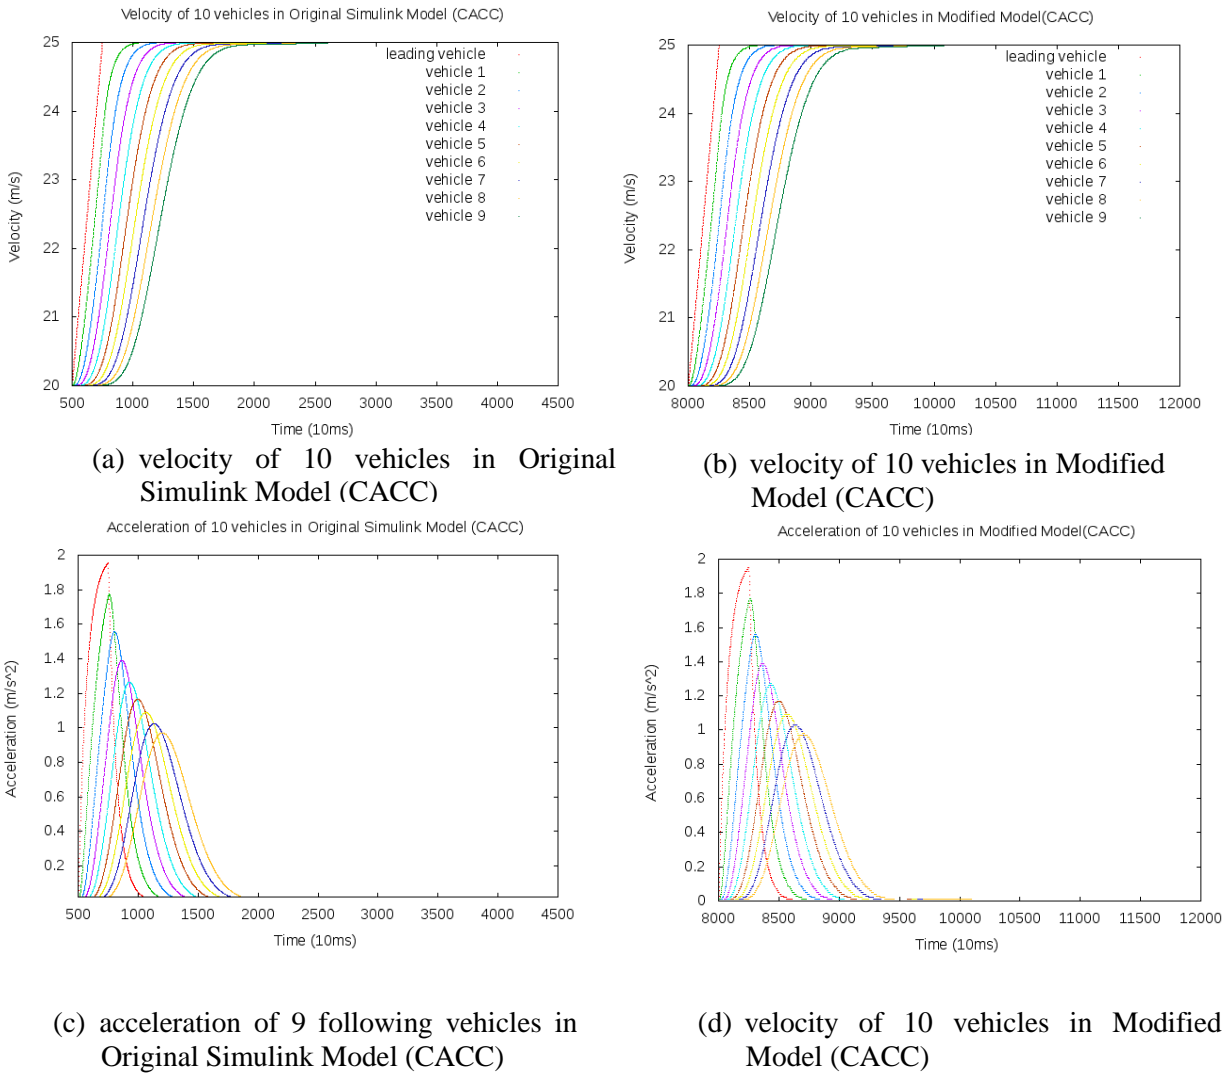 Velocity of 10 vehicles in Original Simulink Model (CACC)
25
24
23
22
21
20
Velocity (m/s)
leading vehicle
vehicle 1
vehicle 2
vehicle 3
vehicle 4
vehicle 5
vehicle 6
vehicle 7
vehicle 8
vehicle 9
500 1000 1500 2000 2500 3000 3500 4000 4500
Time (10ms)
(a) velocity of 10 vehicles in Original
Simulink Model (CACC)
Velocity of 10 vehicles in Modified Model(CACC)
25
24
23
22
21
20
Velocity (m/s)
leading vehicle
vehicle 1
vehicle 2
vehicle 3
vehicle 4
vehicle 5
vehicle 6
vehicle 7
vehicle 8
vehicle 9
8000 8500 9000 9500 10000 10500 11000 11500 12000
Time (10ms)
(b) velocity of 10 vehicles in Modified
Model (CACC)
Acceleration of 10 vehicles in Original Simulink Model (CACC)
2
1.8
1.6
1.4
1.2
1
0.8
0.6
0.4
0.2
Acceleration (m/s^2)
500 1000 1500 2000 2500 3000 3500 4000 4500
Time (10ms)
(c) acceleration of 9 following vehicles in
Original Simulink Model (CACC)
Acceleration of 10 vehicles in Modified Model(CACC)
2
1.8
1.6
1.4
1.2
1
0.8
0.6
0.4
0.2
0
Acceleration (m/s^2)
8000 8500 9000 9500 10000 10500 11000 11500 12000
Time (10ms)
(d) velocity of 10 vehicles in Modified
Model (CACC)